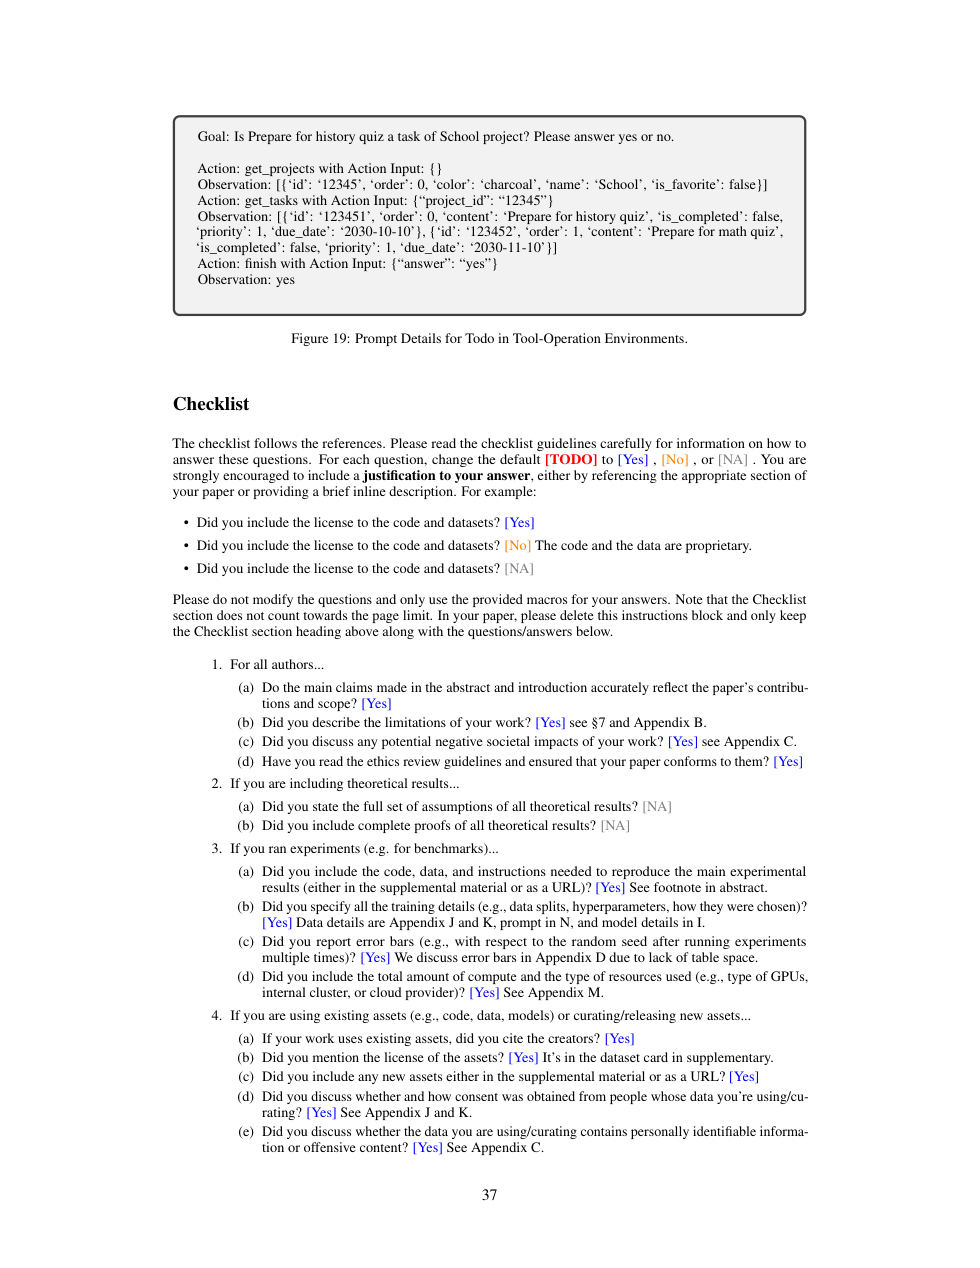 Goal: Is Prepare for history quiz a task of School project? Please answer yes or no.
Action: get_projects with Action Input: {}
Observation: [{‘id’: ‘12345’, ‘order’: 0, ‘color’: ‘charcoal’, ‘name’: ‘School’, ‘is_favorite’: false}]
Action: get_tasks with Action Input: {“project_id”: “12345”}
Observation: [{‘id’: ‘123451’, ‘order’: 0, ‘content’: ‘Prepare for history quiz’, ‘is_completed’: false,
‘priority’: 1, ‘due_date’: ‘2030-10-10’}, {‘id’: ‘123452’, ‘order’: 1, ‘content’: ‘Prepare for math quiz’,
‘is_completed’: false, ‘priority’: 1, ‘due_date’: ‘2030-11-10’}]
Action: finish with Action Input: {“answer”: “yes”}
Observation: yes
Figure 19: Prompt Details for Todo in Tool-Operation Environments.
Checklist
The checklist follows the references. Please read the checklist guidelines carefully for information on how to
answer these questions. For each question, change the default [TODO] to [Yes] , [No] , or [NA] . You are
strongly encouraged to include a justification to your answer, either by referencing the appropriate section of
your paper or providing a brief inline description. For example:
• Did you include the license to the code and datasets? [Yes]
• Did you include the license to the code and datasets? [No] The code and the data are proprietary.
• Did you include the license to the code and datasets? [NA]
Please do not modify the questions and only use the provided macros for your answers. Note that the Checklist
section does not count towards the page limit. In your paper, please delete this instructions block and only keep
the Checklist section heading above along with the questions/answers below.
1. For all authors...
(a) Do the main claims made in the abstract and introduction accurately reflect the paper's contribu-
tions and scope? [Yes]
(b) Did you describe the limitations of your work? [Yes] see §7 and Appendix B.
(c) Did you discuss any potential negative societal impacts of your work? [Yes] see Appendix C.
(d) Have you read the ethics review guidelines and ensured that your paper conforms to them? [Yes]
2. If you are including theoretical results...
(a) Did you state the full set of assumptions of all theoretical results? [NA]
(b) Did you include complete proofs of all theoretical results? [NA]
3. If you ran experiments (e.g. for benchmarks)...
(a) Did you include the code, data, and instructions needed to reproduce the main experimental
results (either in the supplemental material or as a URL)? [Yes] See footnote in abstract.
(b) Did you specify all the training details (e.g., data splits, hyperparameters, how they were chosen)?
[Yes] Data details are Appendix J and K, prompt in N, and model details in I.
(c) Did you report error bars (e.g., with respect to the random seed after running experiments
multiple times)? [Yes] We discuss error bars in Appendix D due to lack of table space.
(d) Did you include the total amount of compute and the type of resources used (e.g., type of GPUs,
internal cluster, or cloud provider)? [Yes] See Appendix M.
4. If you are using existing assets (e.g., code, data, models) or curating/releasing new assets...
(a) If your work uses existing assets, did you cite the creators? [Yes]
(b) Did you mention the license of the assets? [Yes] It's in the dataset card in supplementary.
(c) Did you include any new assets either in the supplemental material or as a URL? [Yes]
(d) Did you discuss whether and how consent was obtained from people whose data you're using/cu-
rating? [Yes] See Appendix J and K.
(e) Did you discuss whether the data you are using/curating contains personally identifiable informa-
tion or offensive content? [Yes] See Appendix C.
37